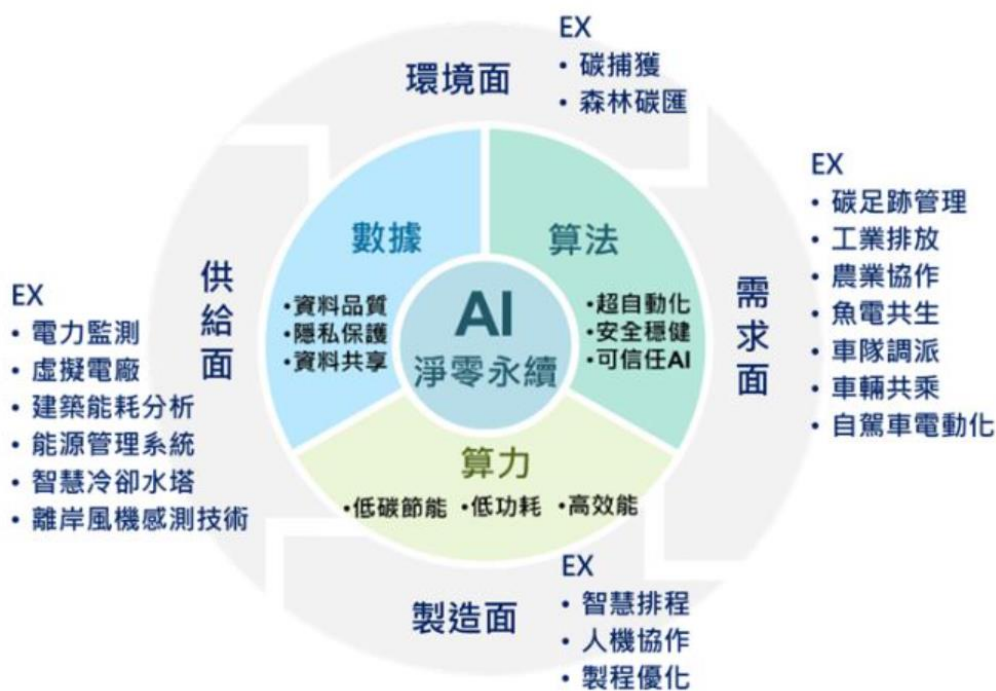 環境面
EX
• 碳捕獲
• 森林碳匯
數據
•資料品質
•隱私保護
•資料共享
算法
•超自動化
•安全穩健
•可信任AI
AI
淨零永續
算力
•低碳節能 •低功耗 •高效能
供給面
EX
• 電力監測
• 虛擬電廠
• 建築能耗分析
• 能源管理系統
• 智慧冷卻水塔
• 離岸風機感測技術
需求面
EX
• 碳足跡管理
• 工業排放
• 農業協作
• 魚電共生
• 車隊調派
• 車輛共乘
• 自駕車電動化
製造面
EX
• 智慧排程
• 人機協作
• 製程優化